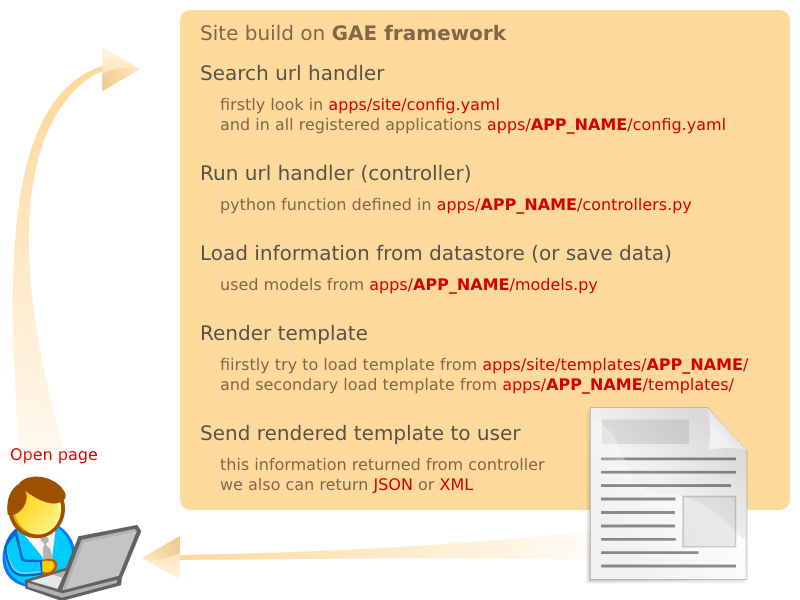 Site build on GAE framework
Search url handler
firstly look in apps/site/config.yaml
and in all registered applications apps/APP_NAME/config.yaml
Run url handler (controller)
python function defined in apps/APP_NAME/controllers.py
Load information from datastore (or save data)
used models from apps/APP_NAME/models.py
Render template
fiirstly try to load template from apps/site/templates/APP_NAME/
and secondary load template from apps/APP_NAME/templates/
Send rendered template to user
this information returned from controller
we also can return JSON or XML
Open page